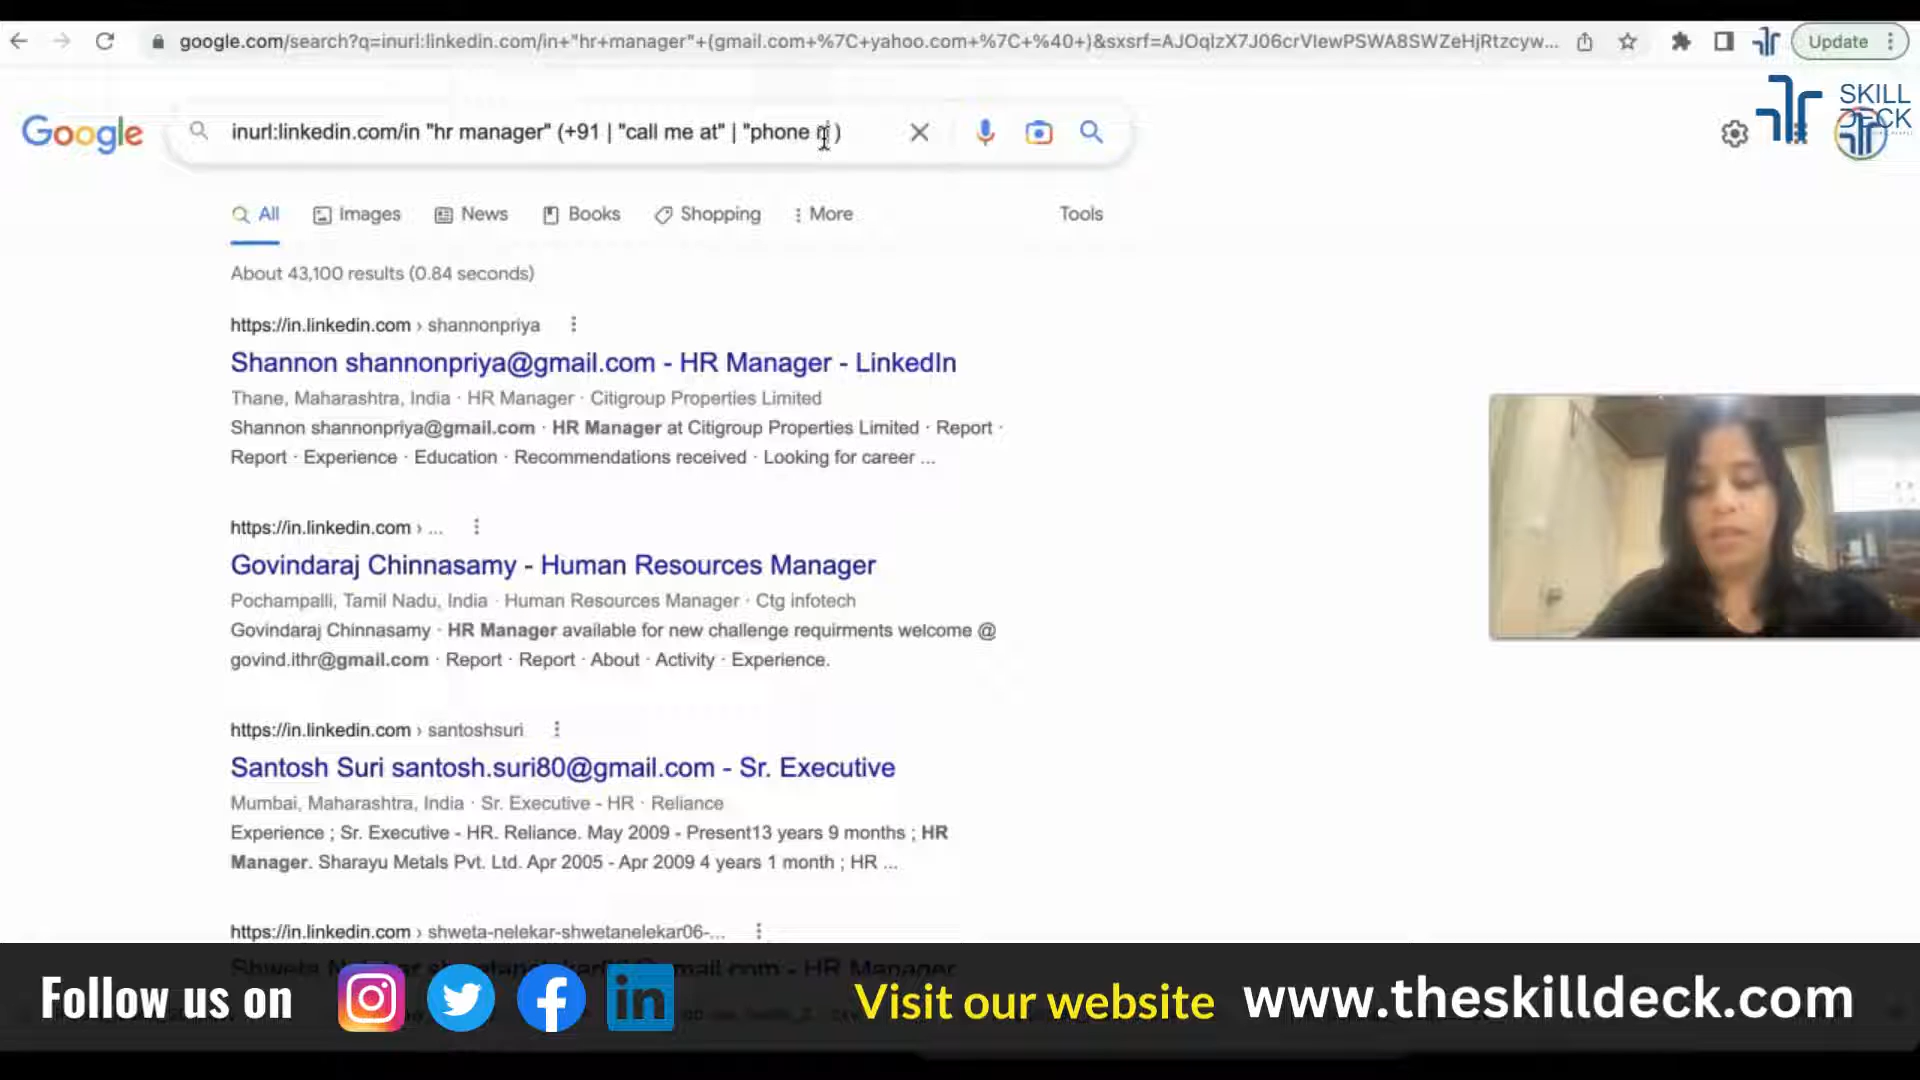 google.com/search?q=inurl:linkedin.com/in+"hr+manager"+(gmail.com+%7C+yahoo.com+%7C+%40+)&sxsrf=AJOqlzX7J06crVIewPSWA8SWZeHjRtzcyw...
Update
SKILL
DECK
Google
inurl:linkedin.com/in "hr manager" (+91 | "call me at" | "phone )
All
Images
News
Books
Shopping
More
Tools
About 43,100 results (0.84 seconds)
https://in.linkedin.com › shannonpriya
Shannon shannonpriya@gmail.com - HR Manager - LinkedIn
Thane, Maharashtra, India · HR Manager · Citigroup Properties Limited
Shannon shannonpriya@gmail.com · HR Manager at Citigroup Properties Limited · Report ·
Report · Experience · Education · Recommendations received · Looking for career ...
https://in.linkedin.com › ...
Govindaraj Chinnasamy - Human Resources Manager
Pochampalli, Tamil Nadu, India · Human Resources Manager · Ctg infotech
Govindaraj Chinnasamy · HR Manager available for new challenge requirments welcome @
govind.ithr@gmail.com · Report · Report · About · Activity · Experience.
https://in.linkedin.com › santoshsuri
Santosh Suri santosh.suri80@gmail.com - Sr. Executive
Mumbai, Maharashtra, India · Sr. Executive - HR · Reliance
Experience ; Sr. Executive - HR. Reliance. May 2009 - Present13 years 9 months ; HR
Manager. Sharayu Metals Pvt. Ltd. Apr 2005 - Apr 2009 4 years 1 month ; HR ...
https://in.linkedin.com › shweta-nelekar-shwetanelekar06-...
- HR Manager
Follow us on
in
Visit our website
www.theskilldeck.com